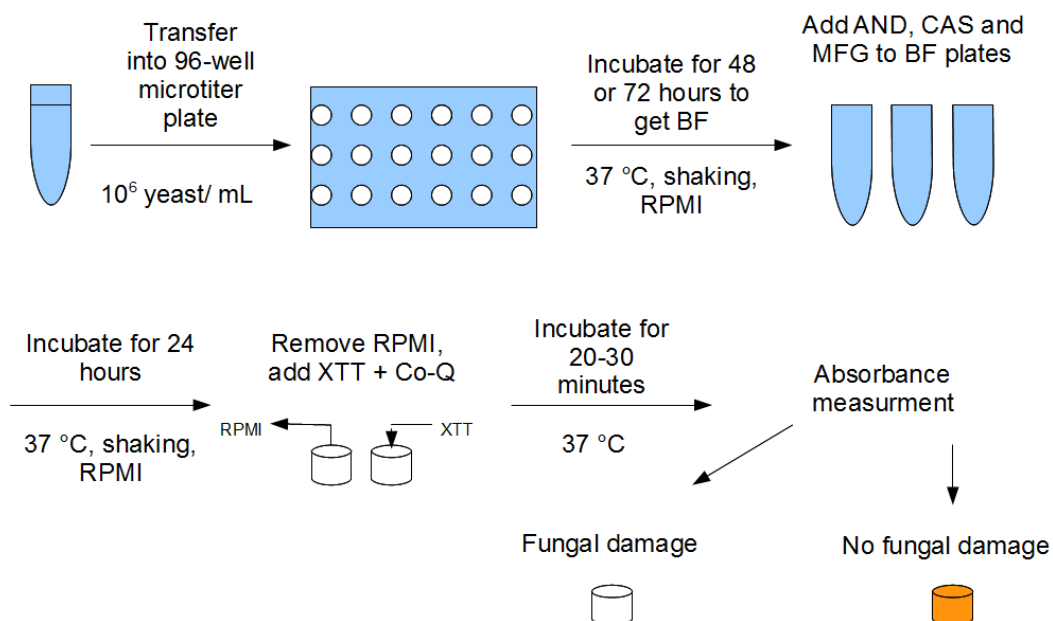 Transfer
into 96-well
microtiter
plate
10⁶ yeast/ mL
Incubate for 48
or 72 hours to
get BF
37 °C, shaking,
RPMI
Add AND, CAS and
MFG to BF plates
Incubate for 24
hours
37 °C, shaking,
RPMI
Remove RPMI,
add XTT + Co-Q
RPMI
XTT
Incubate for
20-30
minutes
37 °C
Absorbance
measurment
Fungal damage
No fungal damage